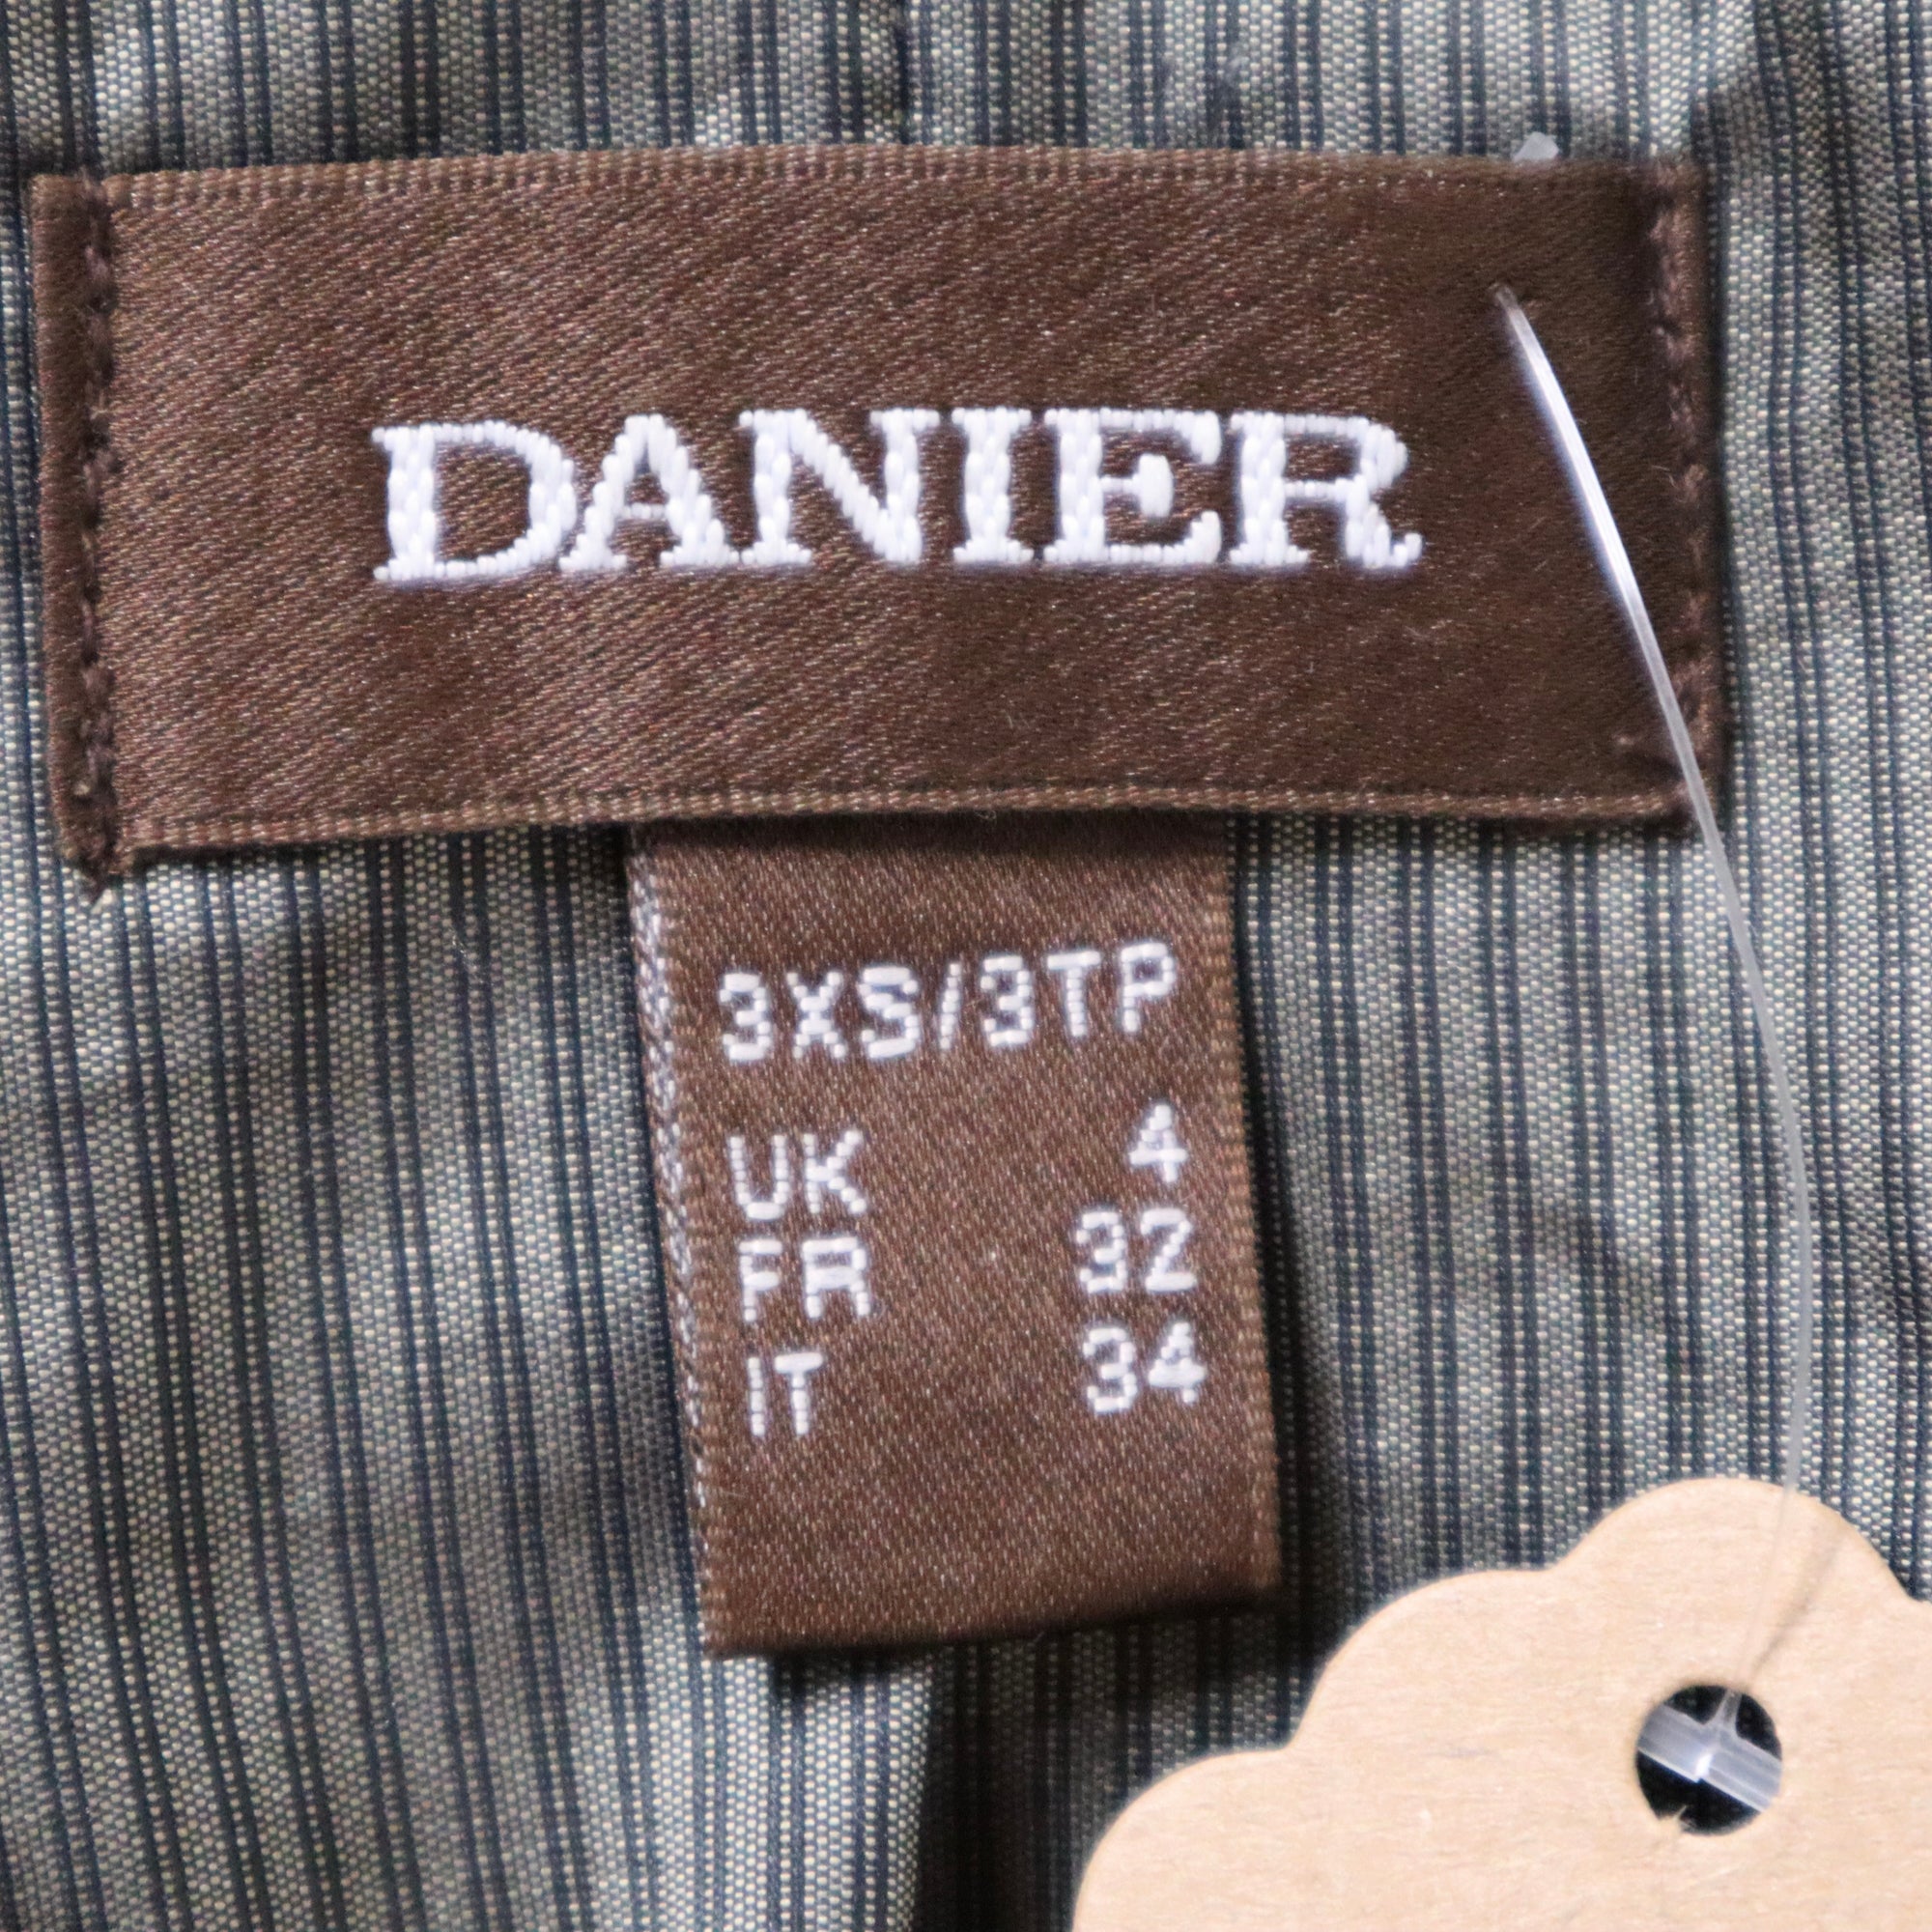 DANIER
3XS/3TP
UK 4
FR 32
IT 34